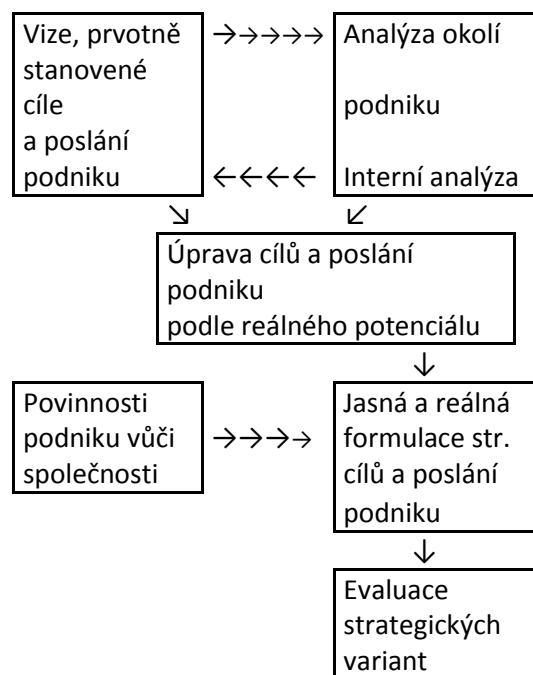 Vize, prvotně
stanovené
cíle
a poslání
podniku
→→→→→
←←←←
Analýza okolí
podniku
Interní analýza
↘ ↙
Úprava cílů a poslání
podniku
podle reálného potenciálu
↓
Povinnosti
podniku vůči
společnosti
→→→→
Jasná a reálná
formulace str.
cílů a poslání
podniku
↓
Evaluace
strategických
variant